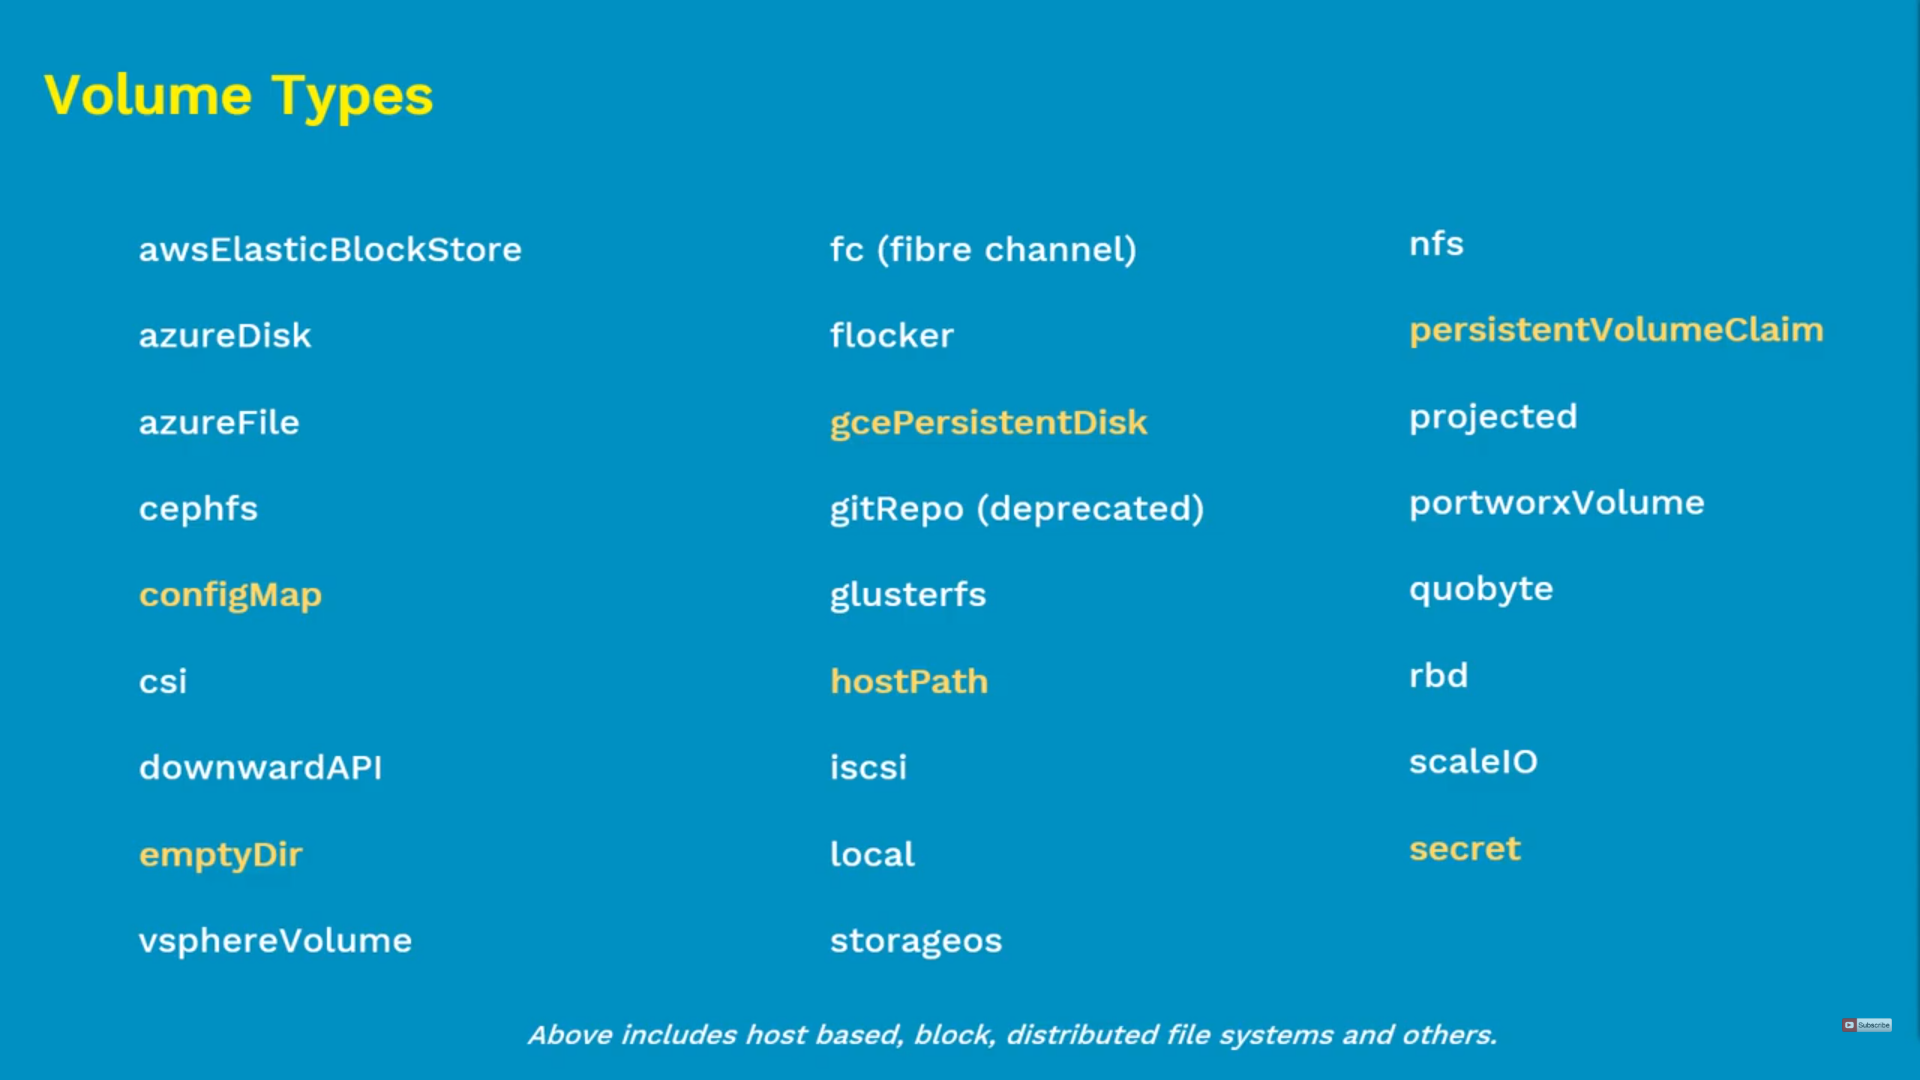 Volume Types
awsElasticBlockStore
azureDisk
azureFile
cephfs
configMap
csi
downwardAPI
emptyDir
vsphereVolume
fc (fibre channel)
flocker
gcePersistentDisk
gitRepo (deprecated)
glusterfs
hostPath
iscsi
local
storageos
nfs
persistentVolumeClaim
projected
portworxVolume
quobyte
rbd
scaleIO
secret
Above includes host based, block, distributed file systems and others.
Subscribe